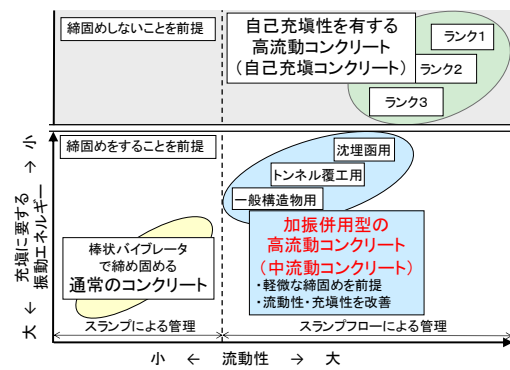 締固めしないことを前提
自己充塡性を有する
高流動コンクリート
（自己充塡コンクリート）
ランク1
ランク2
ランク3
締固めをすることを前提
沈埋函用
トンネル覆工用
一般構造物用
加振併用型の
高流動コンクリート
（中流動コンクリート）
・軽微な締固めを前提
・流動性・充塡性を改善
棒状バイブレータ
で締め固める
通常のコンクリート
充塡に要する
振動エネルギー
大 ← → 小
スランプによる管理
スランプフローによる管理
小 ← 流動性 → 大